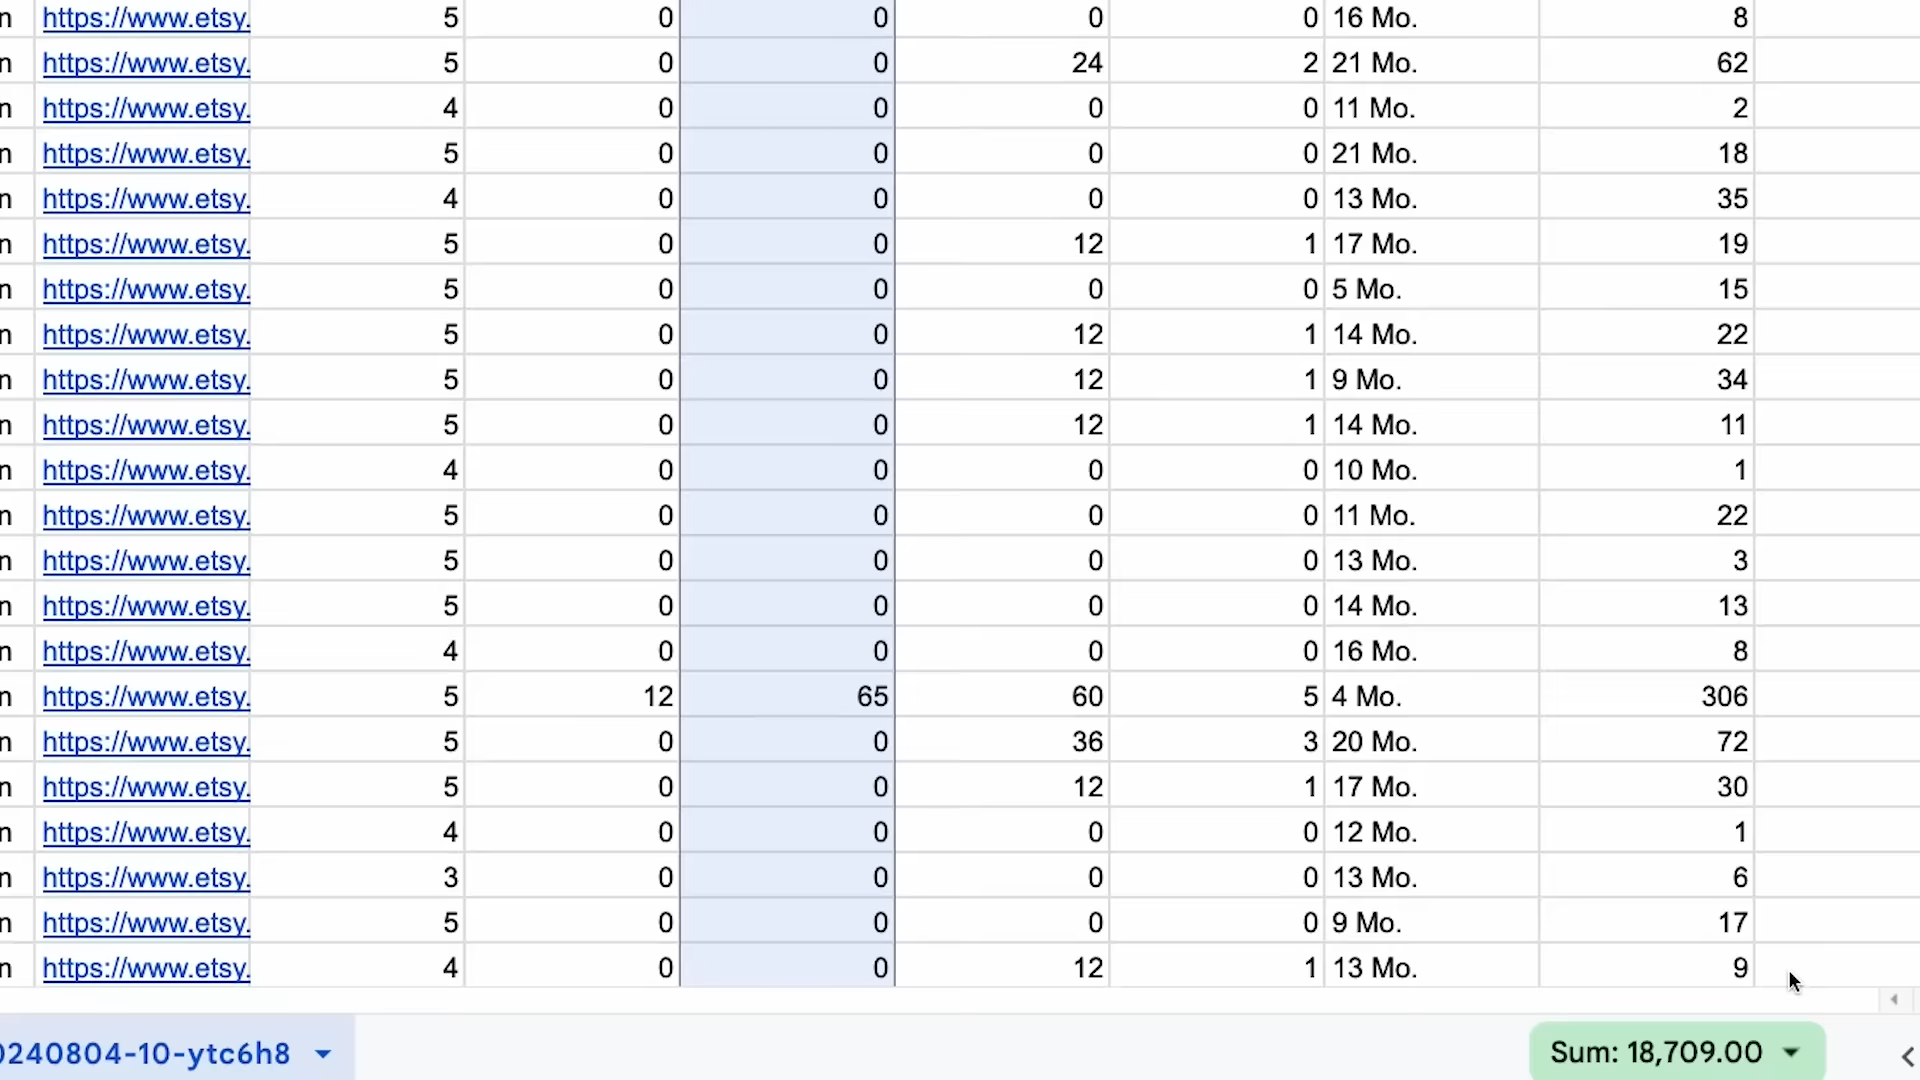 n https://www.etsy. 5 0 0 0 0 16 Mo. 8
n https://www.etsy. 5 0 0 24 2 21 Mo. 62
n https://www.etsy. 4 0 0 0 0 11 Mo. 2
n https://www.etsy. 5 0 0 0 0 21 Mo. 18
n https://www.etsy. 4 0 0 0 0 13 Mo. 35
n https://www.etsy. 5 0 0 12 1 17 Mo. 19
n https://www.etsy. 5 0 0 0 0 5 Mo. 15
n https://www.etsy. 5 0 0 12 1 14 Mo. 22
n https://www.etsy. 5 0 0 12 1 9 Mo. 34
n https://www.etsy. 5 0 0 12 1 14 Mo. 11
n https://www.etsy. 4 0 0 0 0 10 Mo. 1
n https://www.etsy. 5 0 0 0 0 11 Mo. 22
n https://www.etsy. 5 0 0 0 0 13 Mo. 3
n https://www.etsy. 5 0 0 0 0 14 Mo. 13
n https://www.etsy. 4 0 0 0 0 16 Mo. 8
n https://www.etsy. 5 12 65 60 5 4 Mo. 306
n https://www.etsy. 5 0 0 36 3 20 Mo. 72
n https://www.etsy. 5 0 0 12 1 17 Mo. 30
n https://www.etsy. 4 0 0 0 0 12 Mo. 1
n https://www.etsy. 3 0 0 0 0 13 Mo. 6
n https://www.etsy. 5 0 0 0 0 9 Mo. 17
n https://www.etsy. 4 0 0 12 1 13 Mo. 9
0240804-10-ytc6h8 Sum: 18,709.00